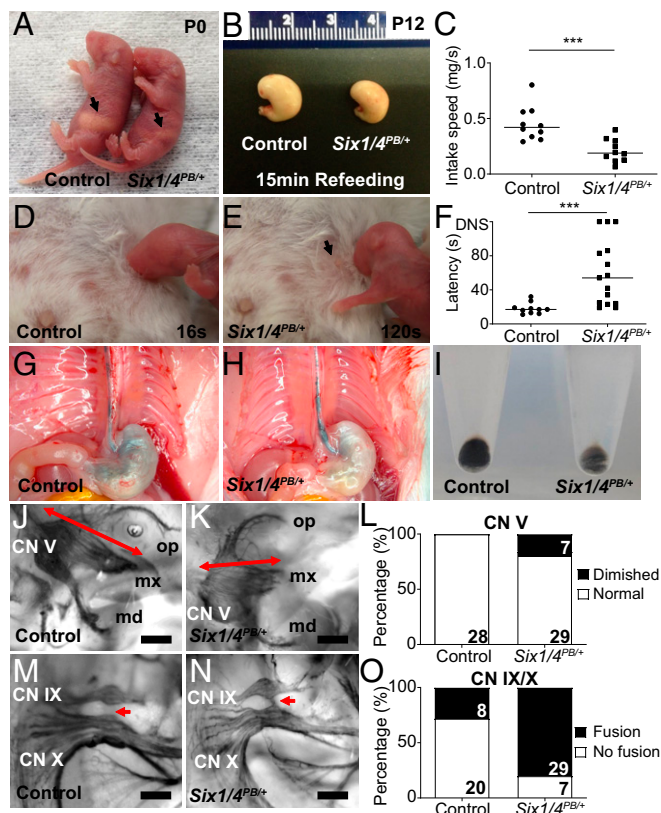 A
P0
Control Six1/4PB/+
B
2 3 4
P12
Control Six1/4PB/+
15min Refeeding
C
Intake speed (mg/s)
***
1.0
0.5
0.0
Control Six1/4PB/+
D
Control 16s
E
Six1/4PB/+ 120s
F
Latency (s)
***
DNS
80
40
0
Control Six1/4PB/+
G
Control
H
Six1/4PB/+
I
Control Six1/4PB/+
J
CN V
op
mx
md
Control
K
op
mx
CN V
md
Six1/4PB/+
L
CN V
Percentage (%)
100
50
0
28
7
29
Dimished
Normal
Control Six1/4PB/+
M
CN IX
CN X
Control
N
CN IX
CN X
Six1/4PB/+
O
CN IX/X
Percentage (%)
100
50
0
8
20
29
7
Fusion
No fusion
Control Six1/4PB/+